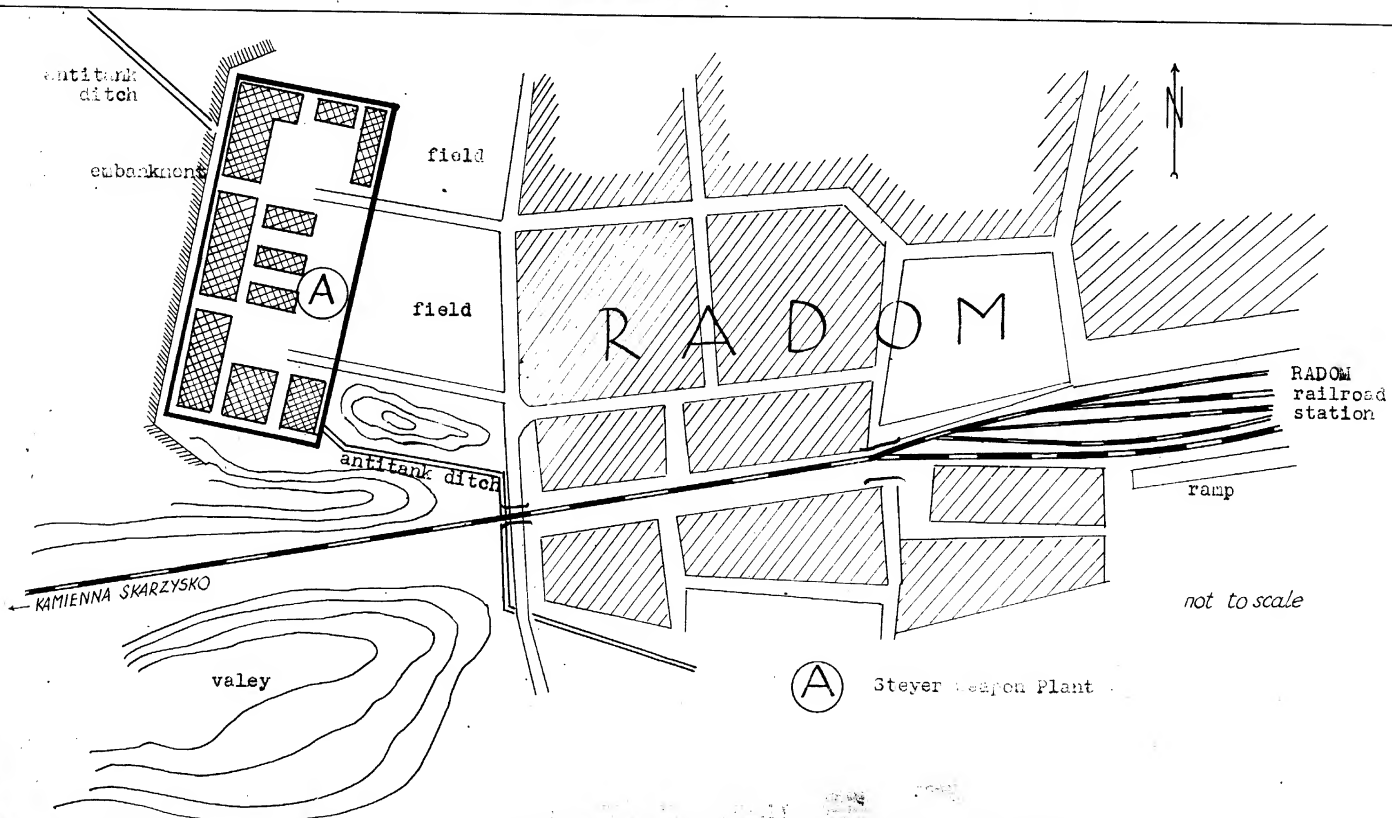 antitank
ditch
embankment
field
N
A
field
RADOM
RADOM
railroad
station
antitank ditch
ramp
← KAMIENNA SKARZYSKO
not to scale
valey
A Steyer Weapon Plant